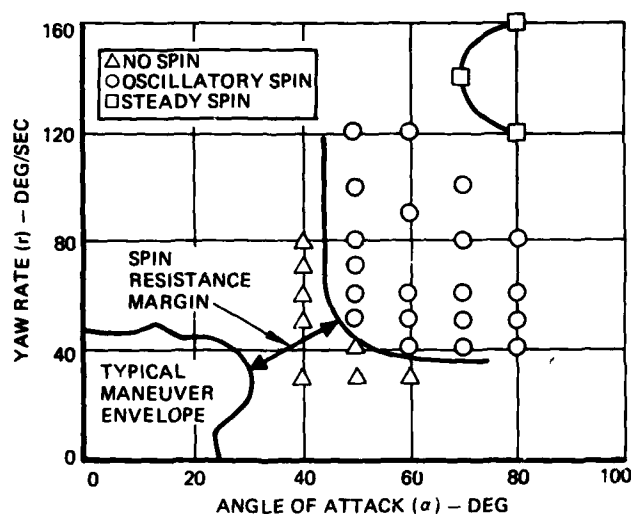 160
△ NO SPIN
○ OSCILLATORY SPIN
□ STEADY SPIN
120
80
40
0
YAW RATE (r) – DEG/SEC
SPIN
RESISTANCE
MARGIN
TYPICAL
MANEUVER
ENVELOPE
0 20 40 60 80 100
ANGLE OF ATTACK (α) – DEG